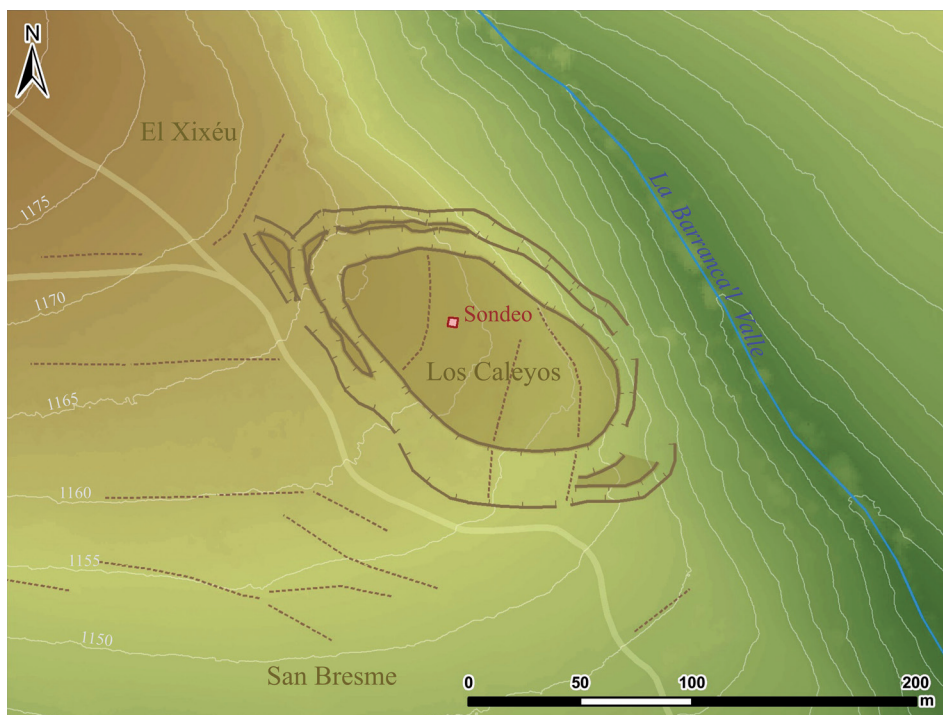 N
El Xixéu
La Barranca'l Valle
1175
1170
Sondeo
Los Caleyos
1165
1160
1155
1150
San Bresme
0 50 100 200
m